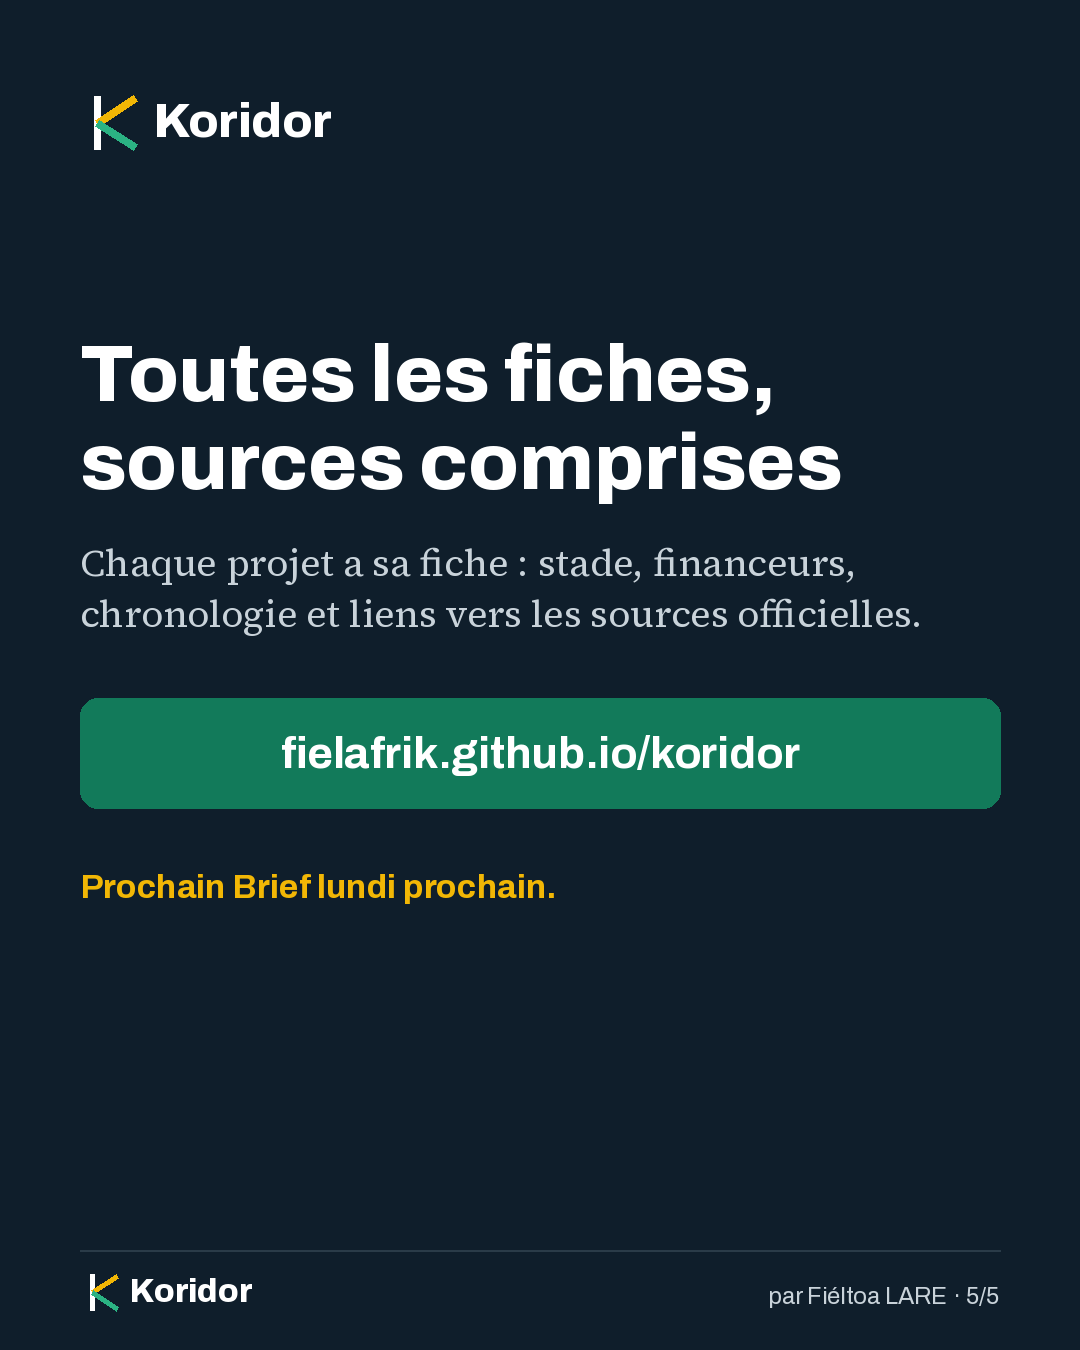 Koridor
Toutes les fiches,
sources comprises
Chaque projet a sa fiche : stade, financeurs,
chronologie et liens vers les sources officielles.
fielafrik.github.io/koridor
Prochain Brief lundi prochain.
Koridor
par Fiéltoa LARE · 5/5